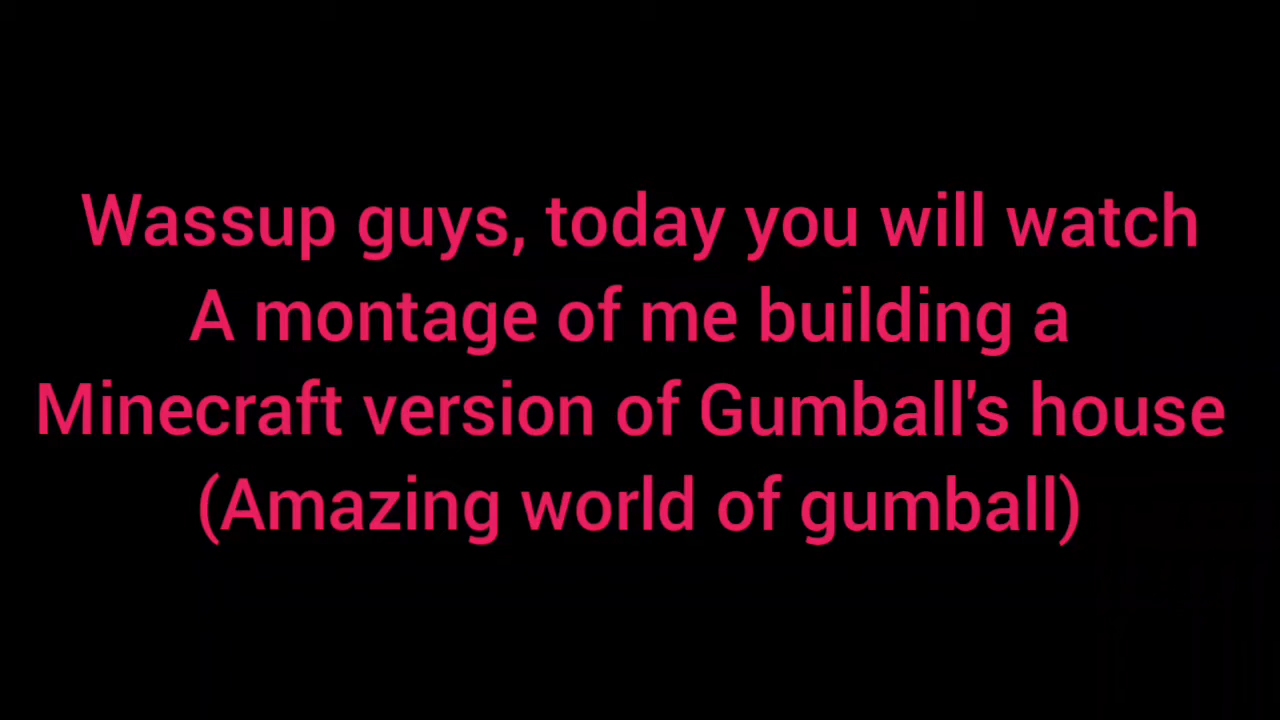 Wassup guys, today you will watch
A montage of me building a
Minecraft version of Gumball's house
(Amazing world of gumball)